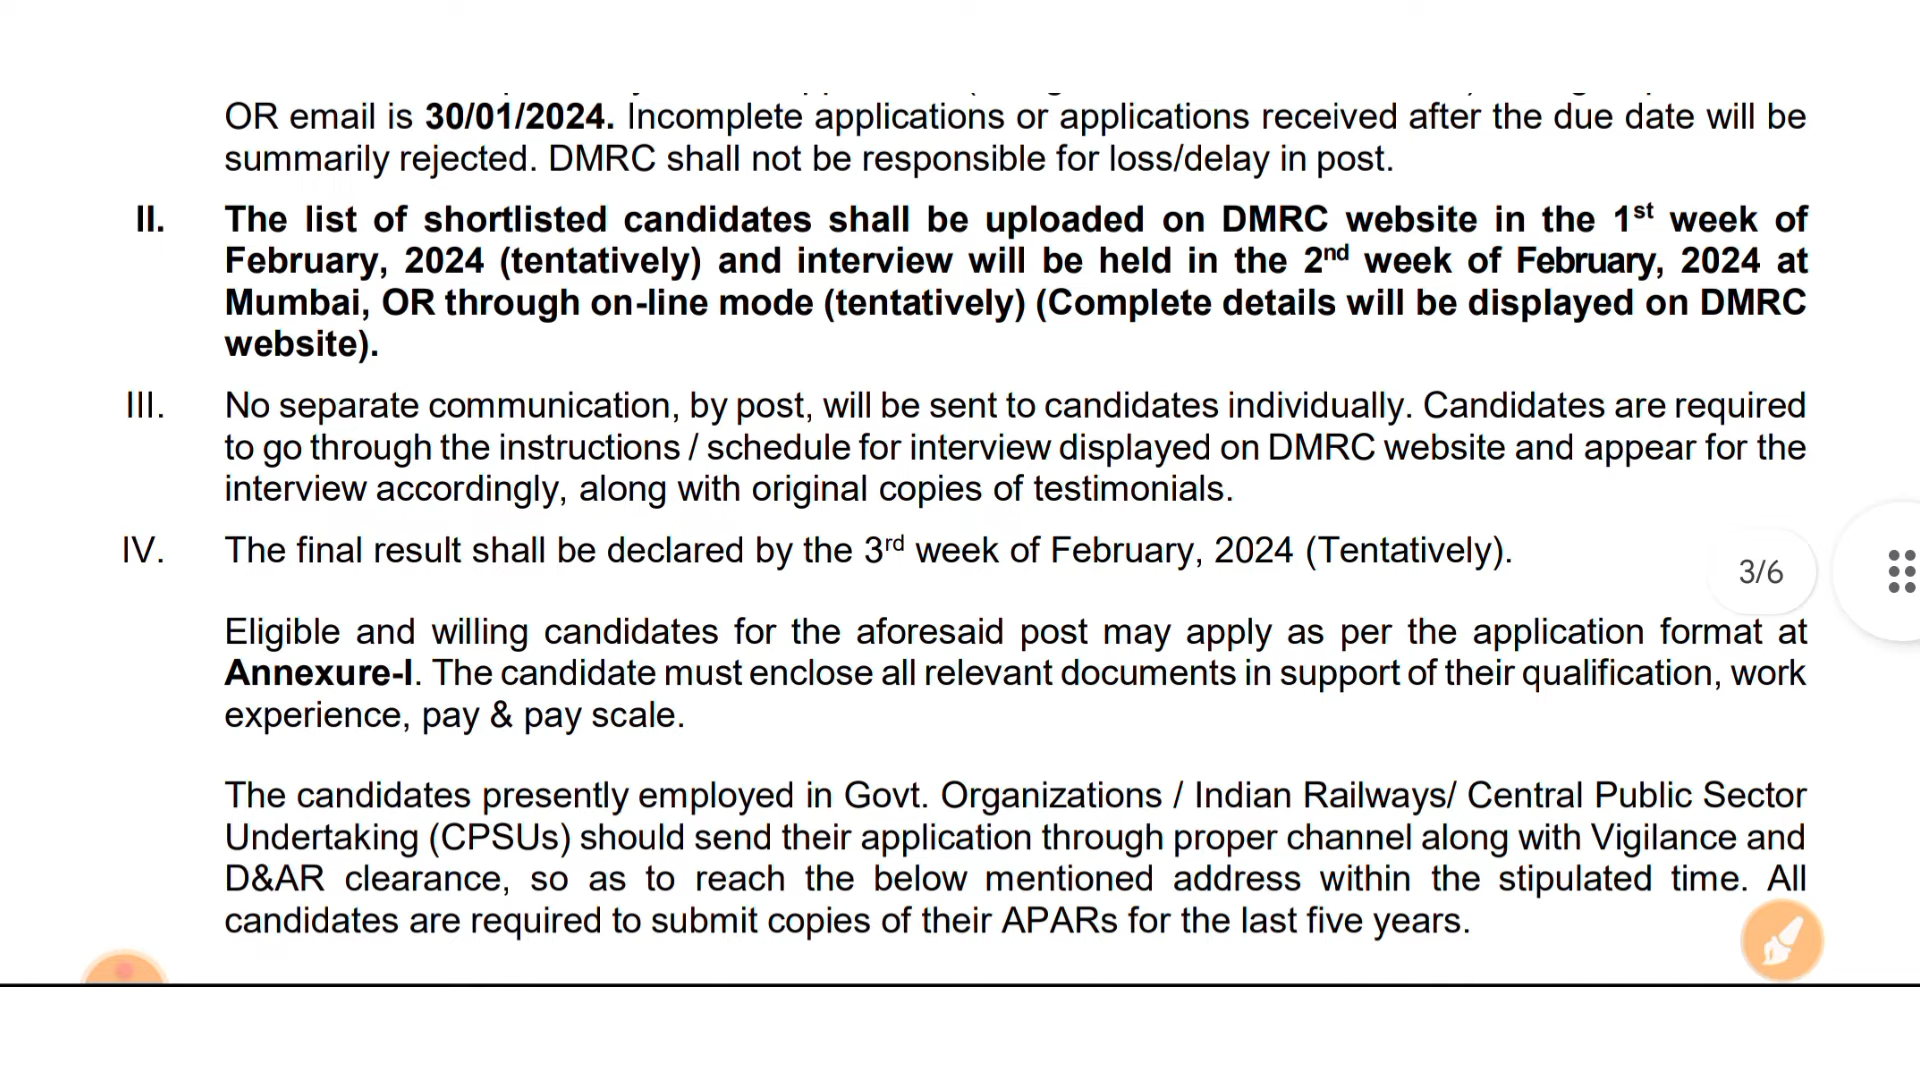 OR email is 30/01/2024. Incomplete applications or applications received after the due date will be
summarily rejected. DMRC shall not be responsible for loss/delay in post.
II. The list of shortlisted candidates shall be uploaded on DMRC website in the 1st week of
February, 2024 (tentatively) and interview will be held in the 2nd week of February, 2024 at
Mumbai, OR through on-line mode (tentatively) (Complete details will be displayed on DMRC
website).
III. No separate communication, by post, will be sent to candidates individually. Candidates are required
to go through the instructions / schedule for interview displayed on DMRC website and appear for the
interview accordingly, along with original copies of testimonials.
IV. The final result shall be declared by the 3rd week of February, 2024 (Tentatively).
3/6
Eligible and willing candidates for the aforesaid post may apply as per the application format at
Annexure-I. The candidate must enclose all relevant documents in support of their qualification, work
experience, pay & pay scale.
The candidates presently employed in Govt. Organizations / Indian Railways/ Central Public Sector
Undertaking (CPSUs) should send their application through proper channel along with Vigilance and
D&AR clearance, so as to reach the below mentioned address within the stipulated time. All
candidates are required to submit copies of their APARs for the last five years.